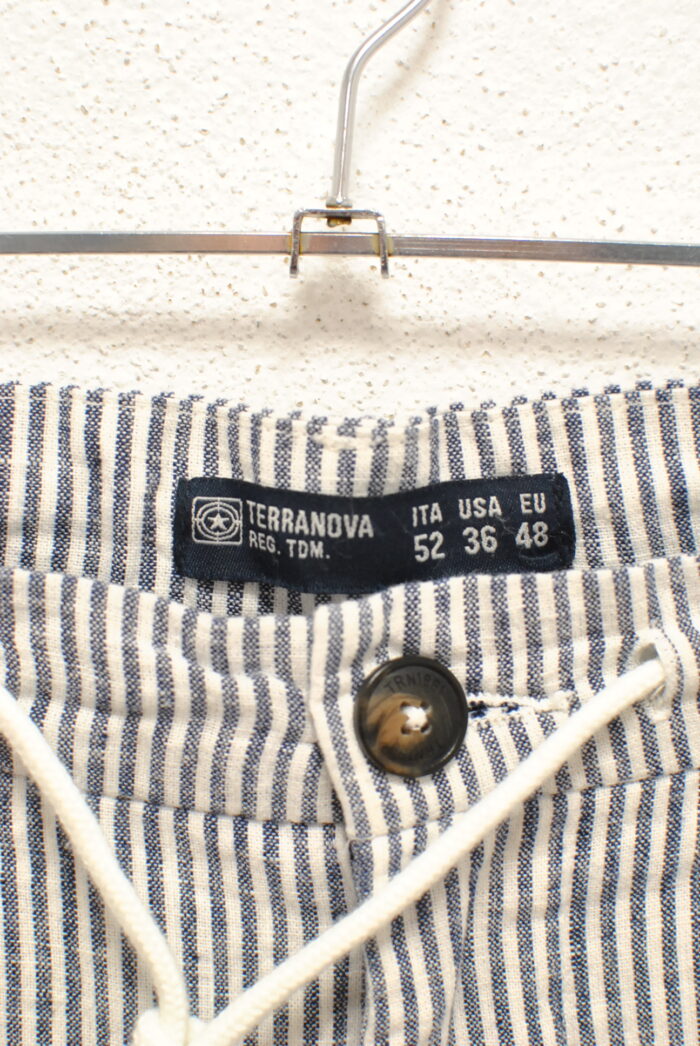 TERRANOVA
REG. TDM.
ITA USA EU
52 36 48